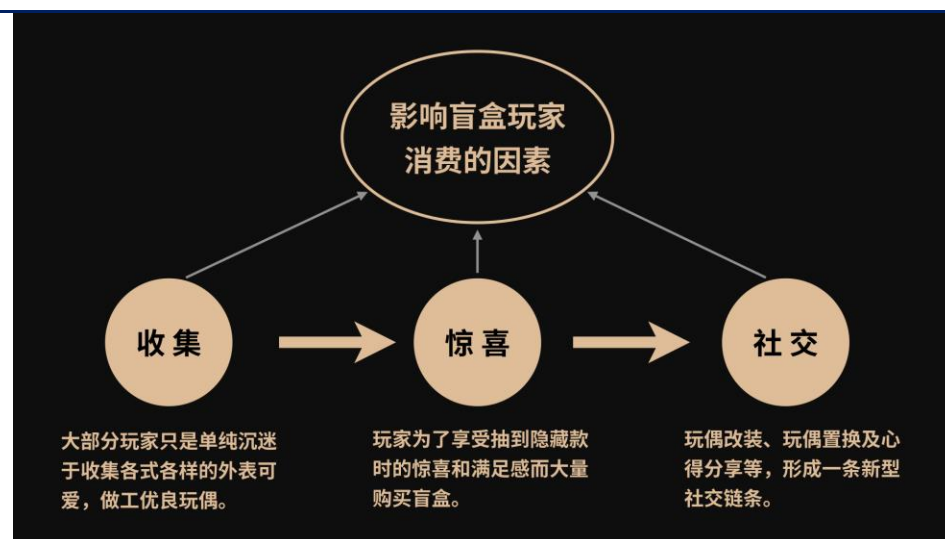 影响盲盒玩家
消费的因素
收集
惊喜
社交
大部分玩家只是单纯沉迷
于收集各式各样的外表可
爱，做工优良玩偶。
玩家为了享受抽到隐藏款
时的惊喜和满足感而大量
购买盲盒。
玩偶改装、玩偶置换及心
得分享等，形成一条新型
社交链条。